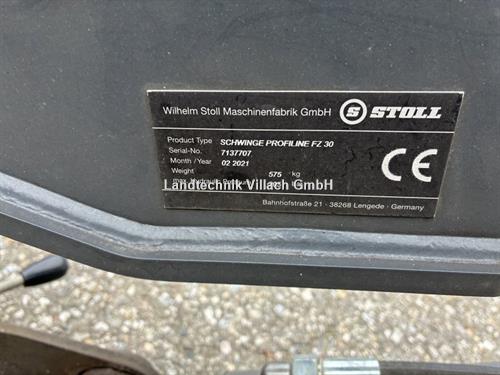 Wilhelm Stoll Maschinenfabrik GmbH S STOLL
Product Type SCHWINGE PROFILINE FZ 30
Serial-No. 7137707
Month / Year 02 2021
Weight 575 kg
Landtechnik Villach GmbH
Bahnhofstraße 21 · 38268 Lengede · Germany
CE